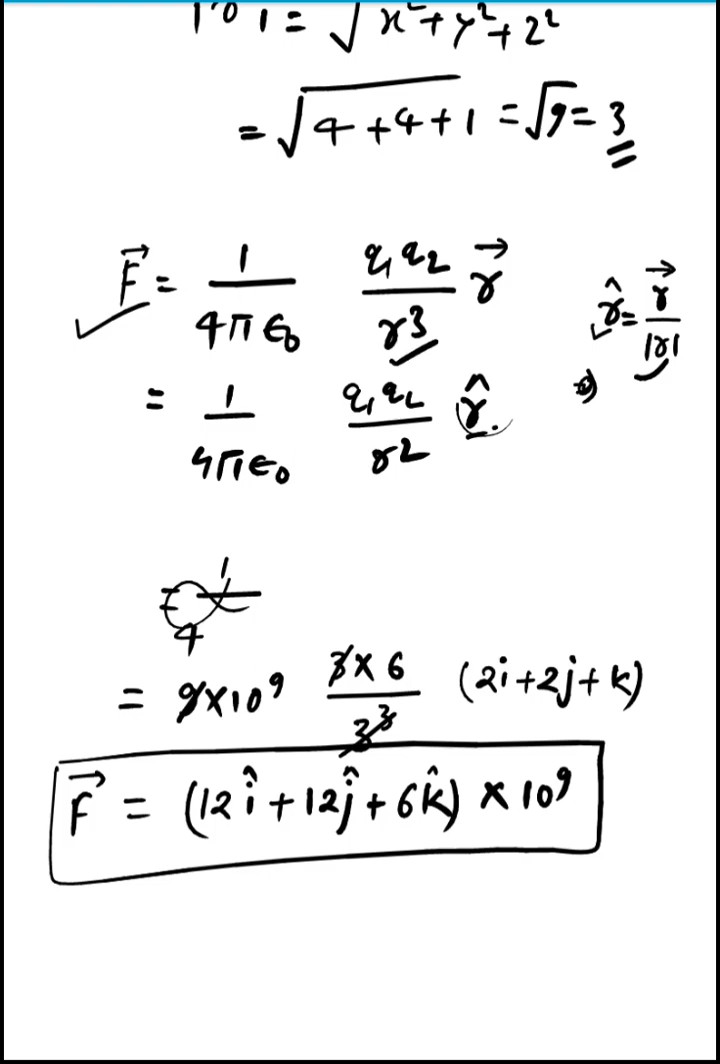 = √x²+y²+z²
= √4+4+1 = √9 = 3
F⃗ = 1/4πε₀ q₁q₂/r³ r⃗ r̂ = r⃗/|r|
= 1/4πε₀ q₁q₂/r² r̂
= 9×10⁹ 3×6/3³ (2i+2j+k)
F⃗ = (12î + 12ĵ + 6k̂) × 10⁹